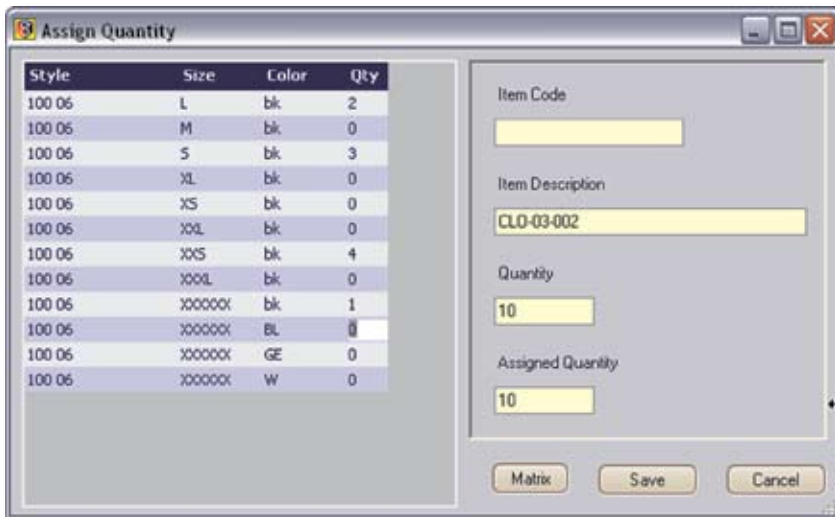 Assign Quantity
Style Size Color Qty
100 06 L bk 2
100 06 M bk 0
100 06 S bk 3
100 06 XL bk 0
100 06 XS bk 0
100 06 XXL bk 0
100 06 XXS bk 4
100 06 XXXL bk 0
100 06 XXXXXX bk 1
100 06 XXXXXX BL 0
100 06 XXXXXX GE 0
100 06 XXXXXX W 0
Item Code
Item Description
CLO-03-002
Quantity
10
Assigned Quantity
10
Matrix Save Cancel